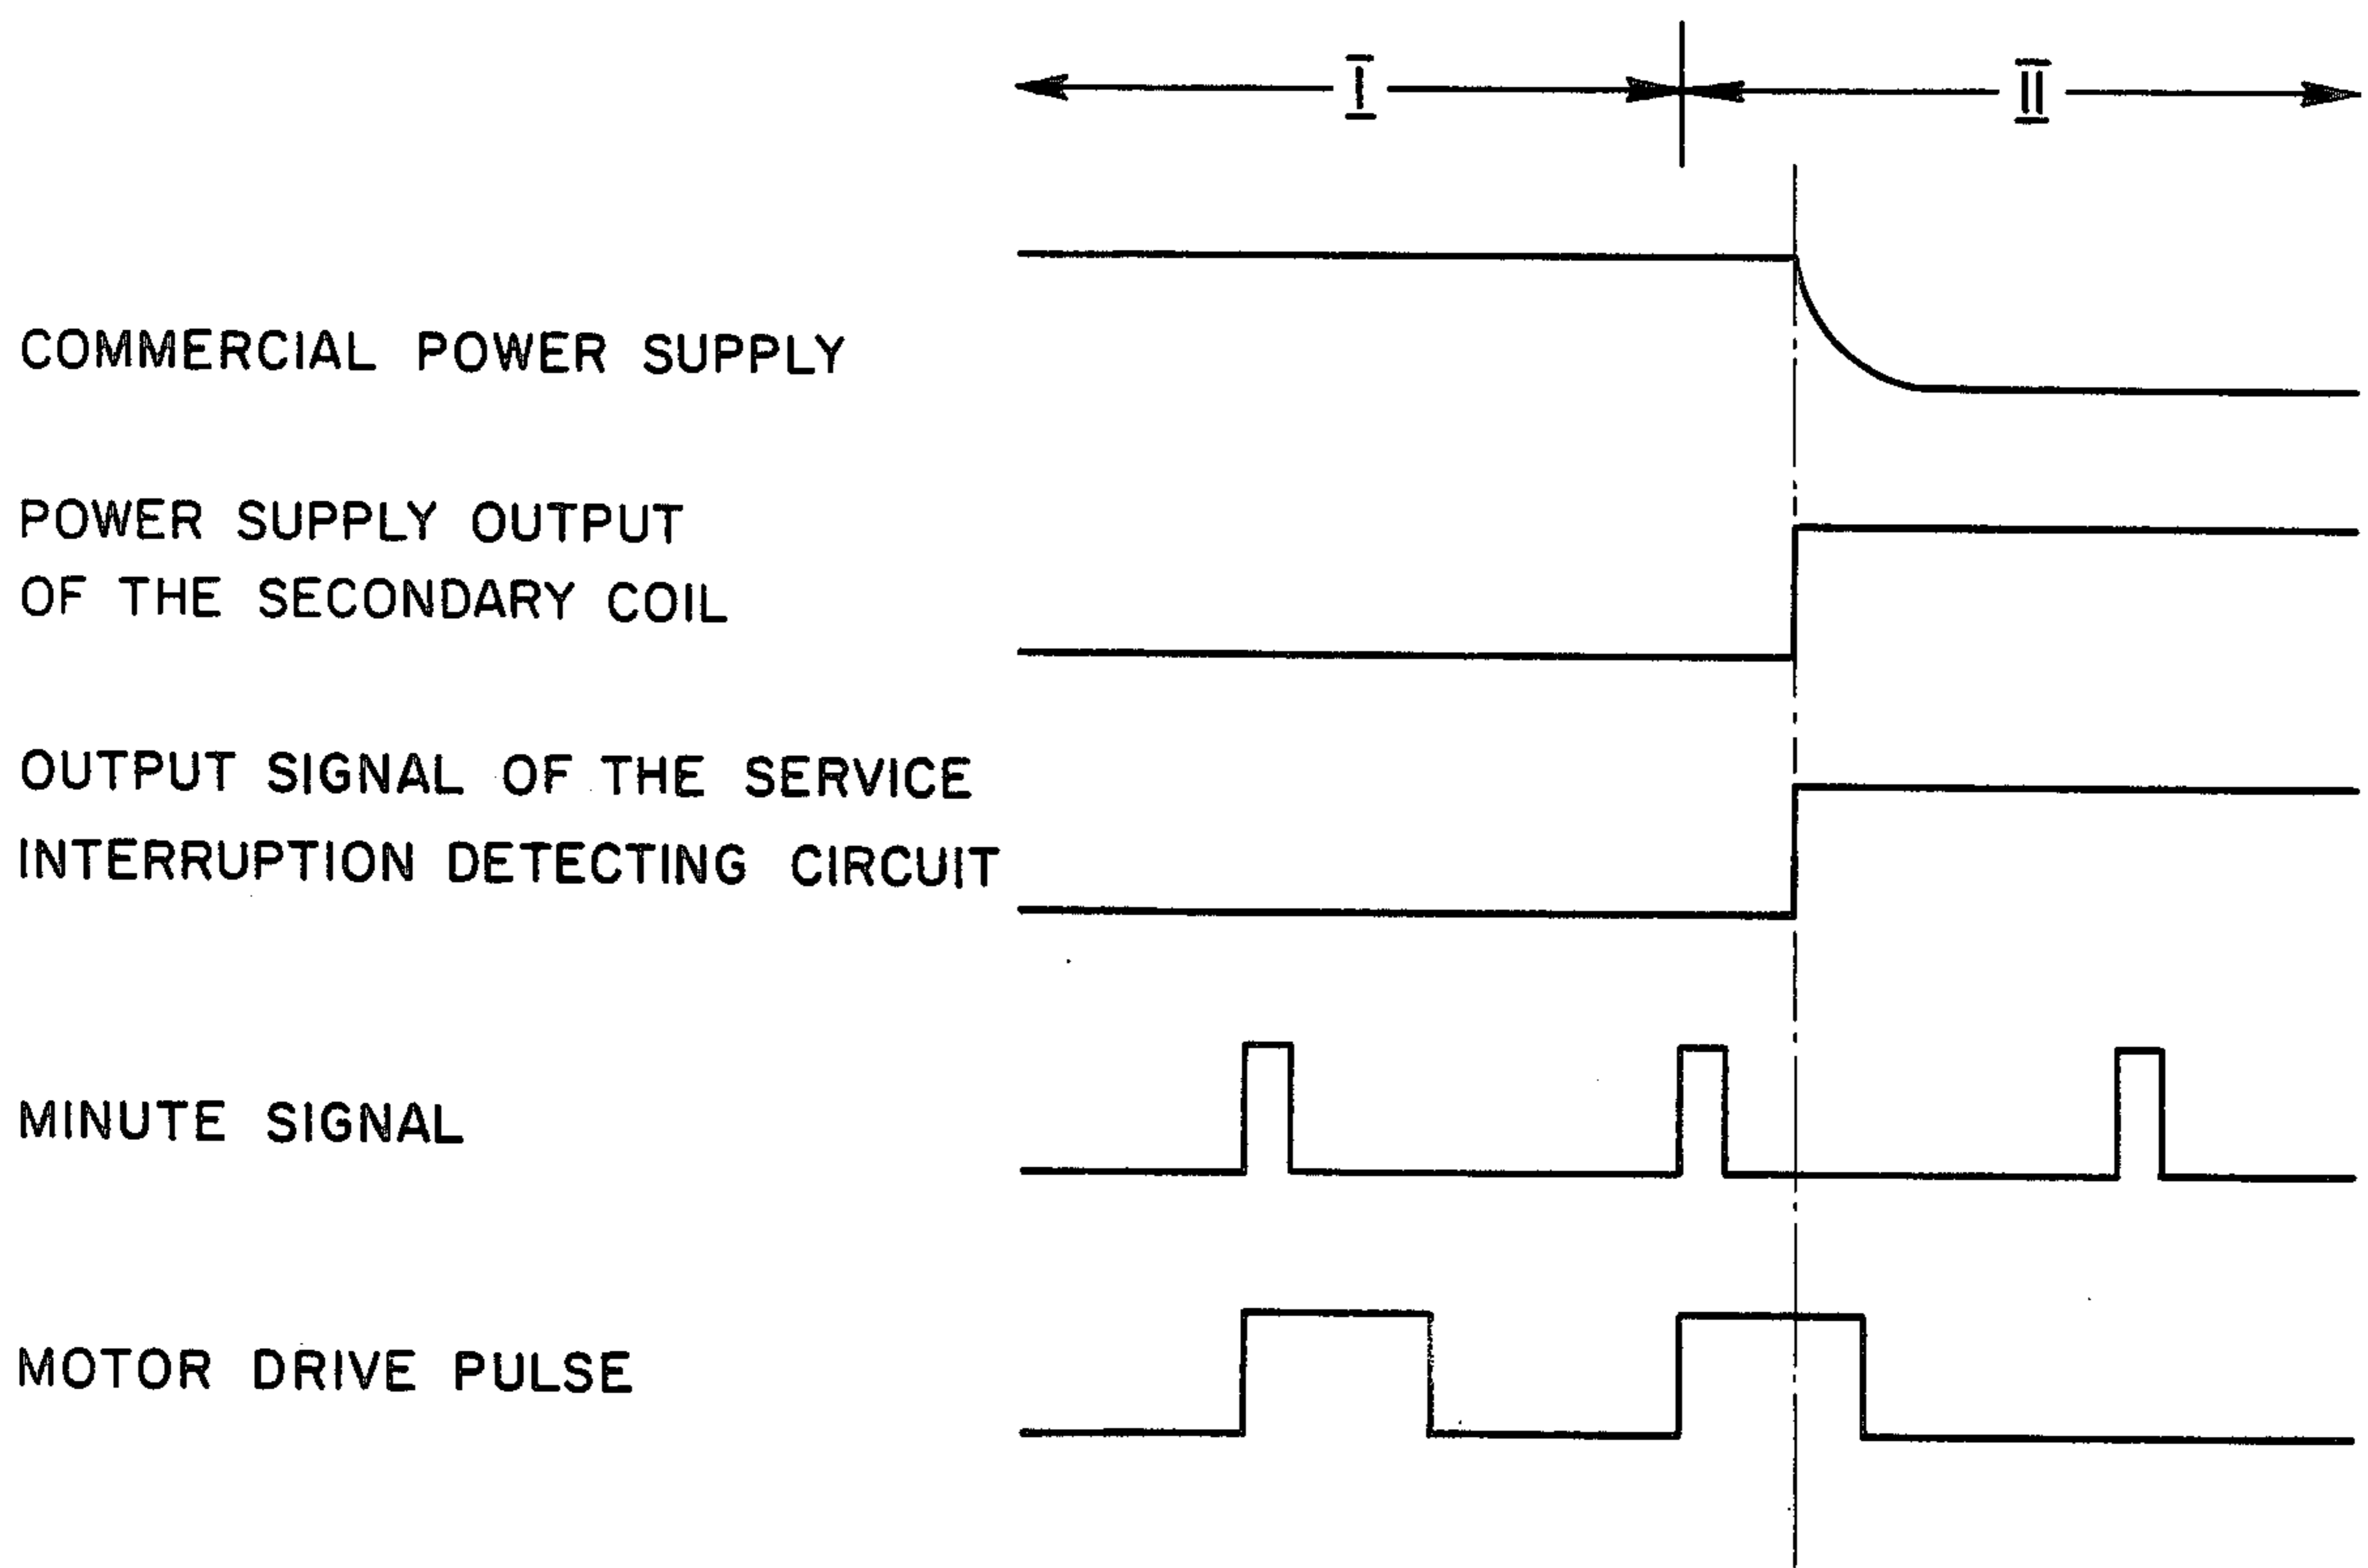 I II
COMMERCIAL POWER SUPPLY
POWER SUPPLY OUTPUT
OF THE SECONDARY COIL
OUTPUT SIGNAL OF THE SERVICE
INTERRUPTION DETECTING CIRCUIT
MINUTE SIGNAL
MOTOR DRIVE PULSE